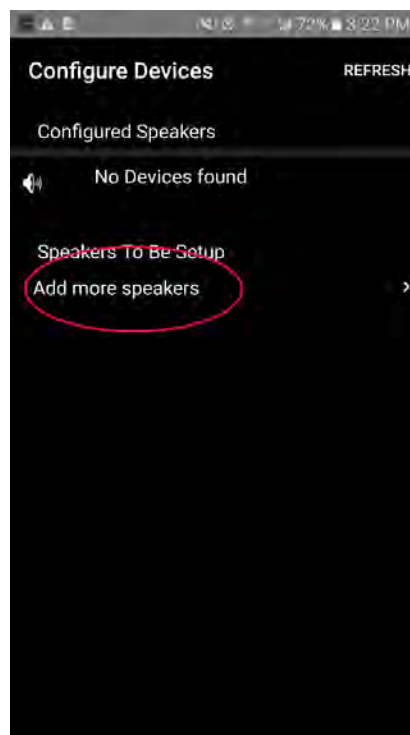 72% 3:22 PM
Configure Devices REFRESH
Configured Speakers
No Devices found
Speakers To Be Setup
Add more speakers